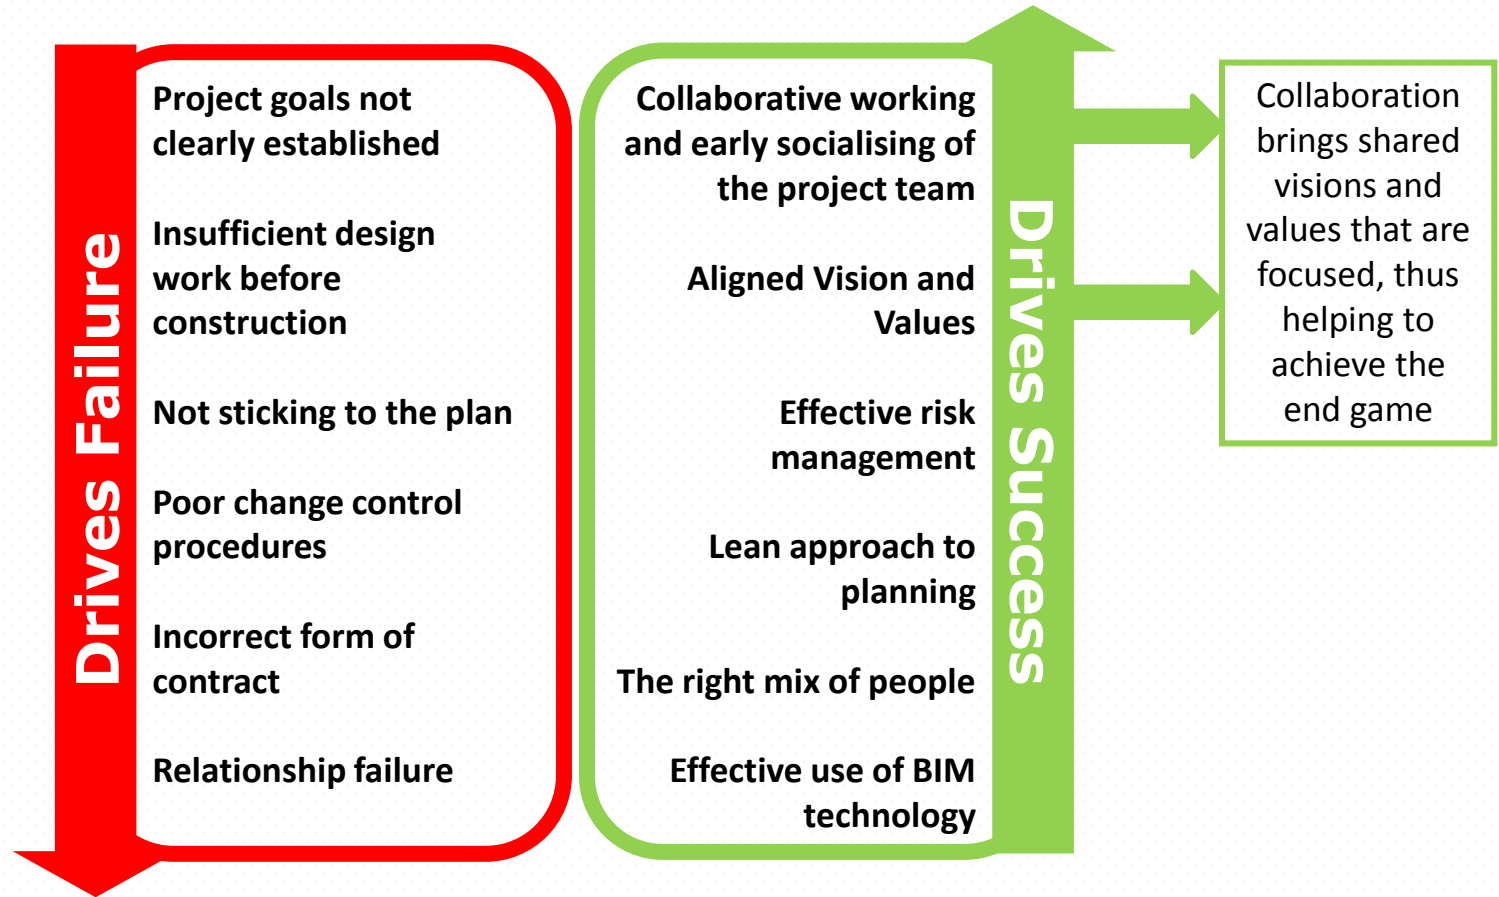 Drives Failure
Project goals not
clearly established
Insufficient design
work before
construction
Not sticking to the plan
Poor change control
procedures
Incorrect form of
contract
Relationship failure
Collaborative working
and early socialising of
the project team
Aligned Vision and
Values
Effective risk
management
Lean approach to
planning
The right mix of people
Effective use of BIM
technology
Drives Success
Collaboration
brings shared
visions and
values that are
focused, thus
helping to
achieve the
end game